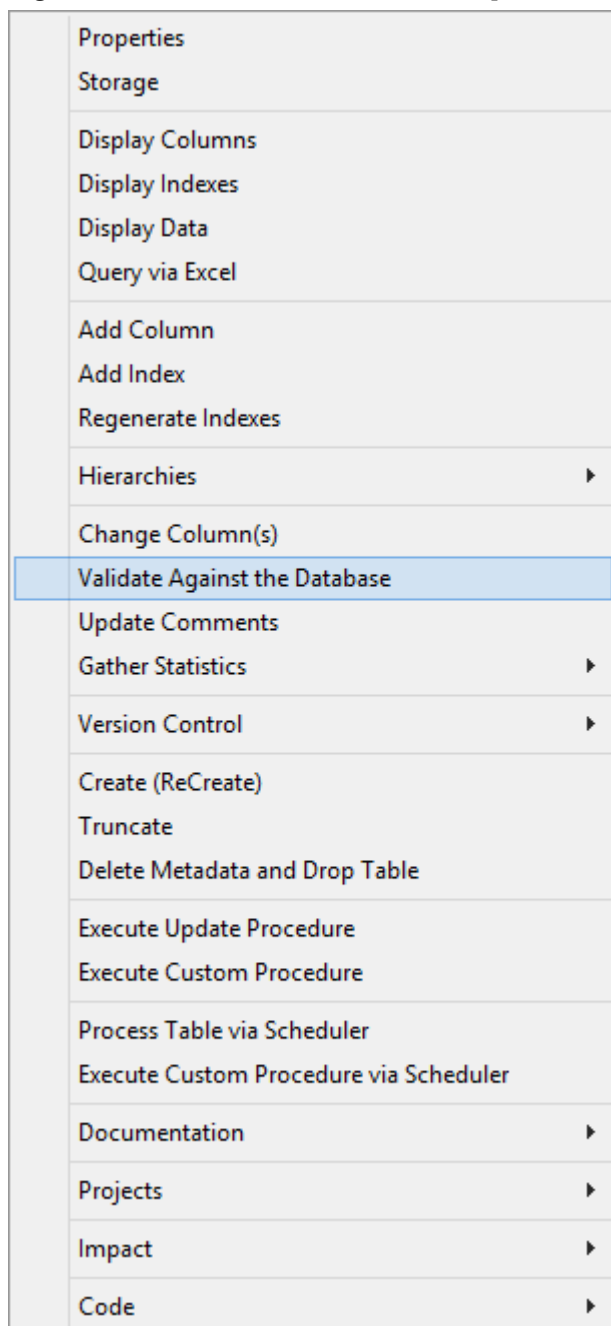 Properties
Storage
Display Columns
Display Indexes
Display Data
Query via Excel
Add Column
Add Index
Regenerate Indexes
Hierarchies
Change Column(s)
Validate Against the Database
Update Comments
Gather Statistics
Version Control
Create (ReCreate)
Truncate
Delete Metadata and Drop Table
Execute Update Procedure
Execute Custom Procedure
Process Table via Scheduler
Execute Custom Procedure via Scheduler
Documentation
Projects
Impact
Code